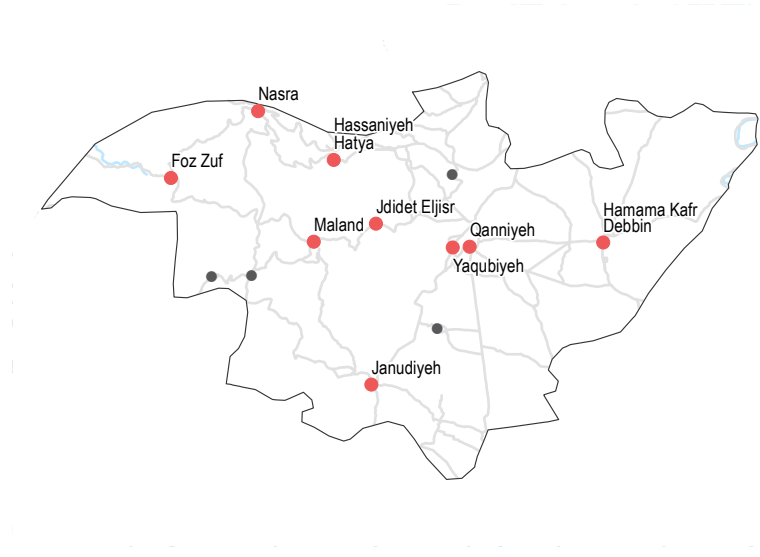 Nasra
Hassaniyeh
Hatya
Foz Zuf
Jdidet Eljisr
Maland
Hamama Kafr
Debbin
Qanniyeh
Yaqubiyeh
Janudiyeh